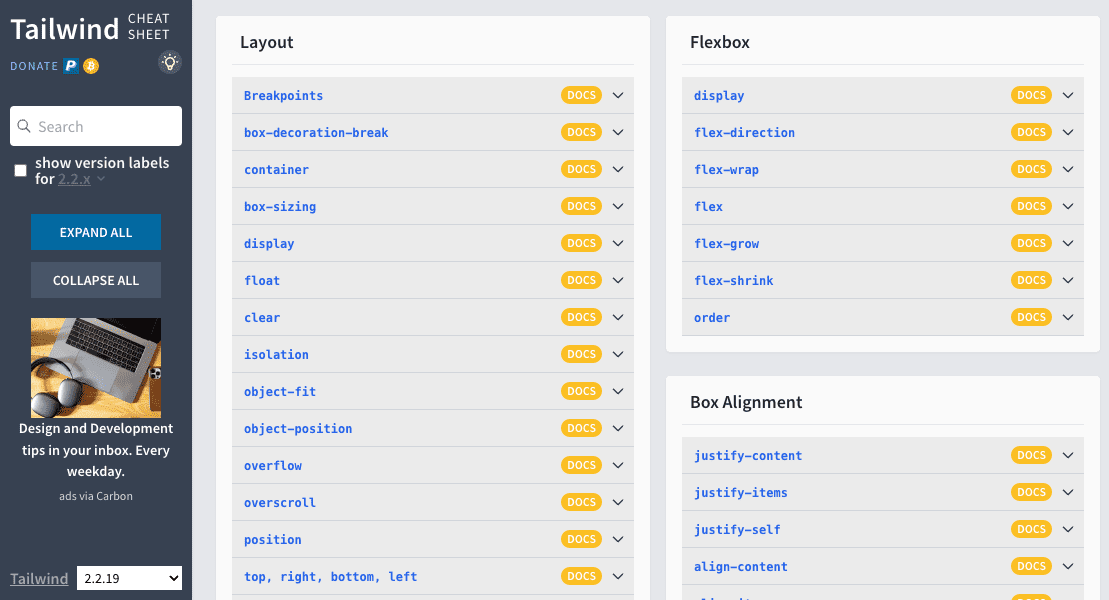 Tailwind CHEAT SHEET
DONATE
Search
show version labels
for 2.2.x
EXPAND ALL
COLLAPSE ALL
Design and Development
tips in your inbox. Every
weekday.
ads via Carbon
Tailwind 2.2.19
Layout
Breakpoints DOCS
box-decoration-break DOCS
container DOCS
box-sizing DOCS
display DOCS
float DOCS
clear DOCS
isolation DOCS
object-fit DOCS
object-position DOCS
overflow DOCS
overscroll DOCS
position DOCS
top, right, bottom, left DOCS
Flexbox
display DOCS
flex-direction DOCS
flex-wrap DOCS
flex DOCS
flex-grow DOCS
flex-shrink DOCS
order DOCS
Box Alignment
justify-content DOCS
justify-items DOCS
justify-self DOCS
align-content DOCS